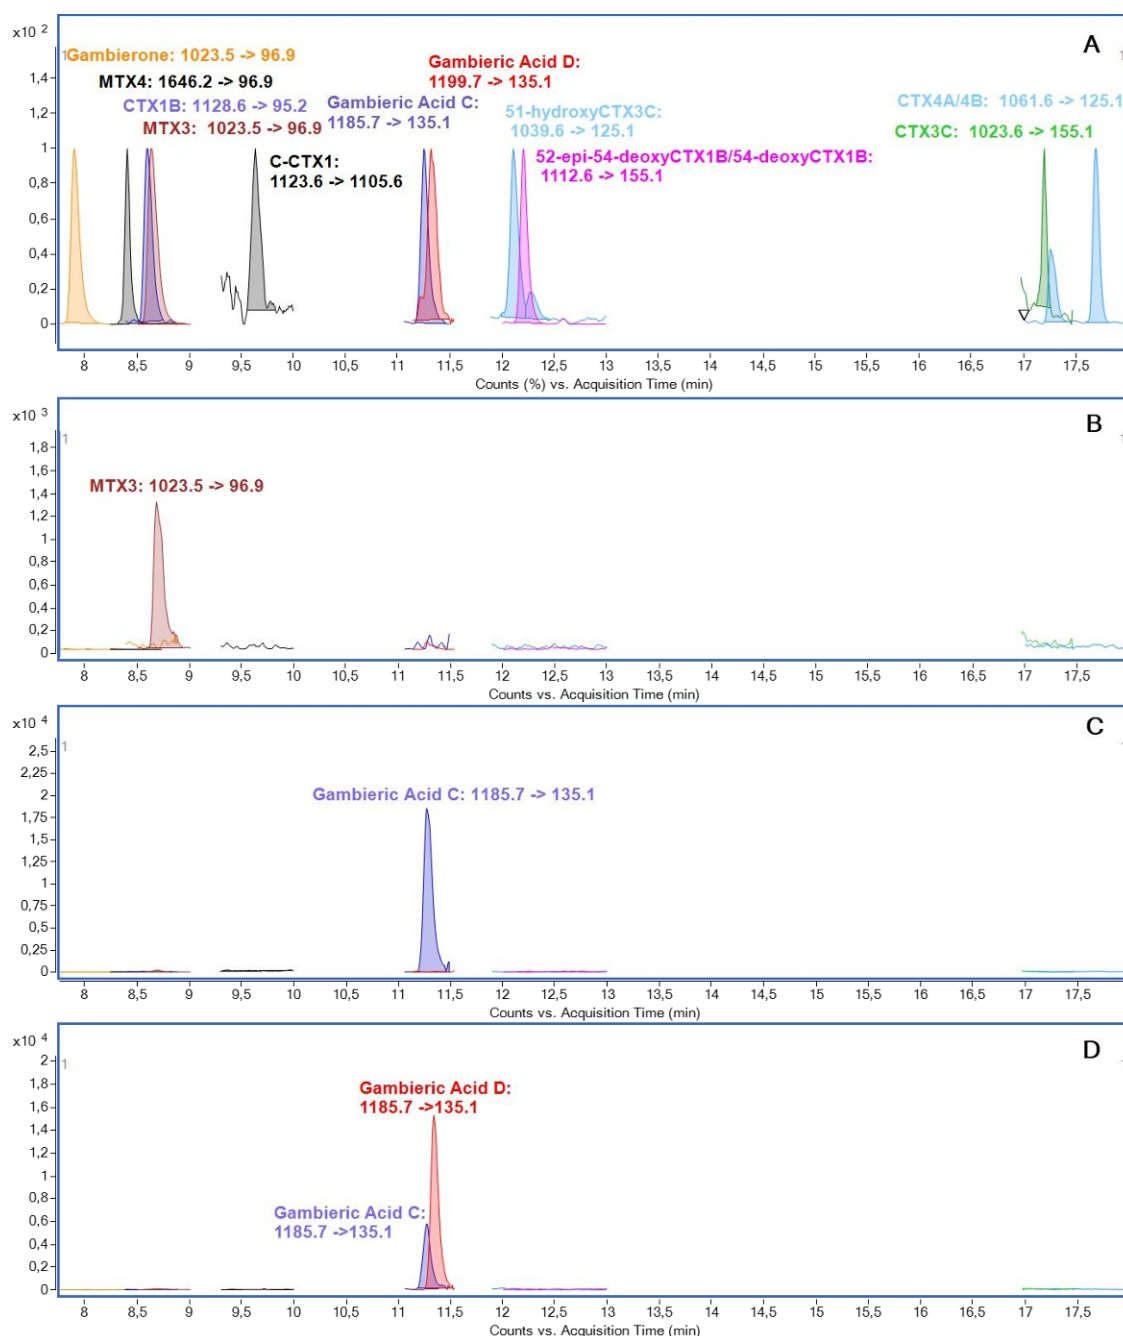 x10 2
A
1
1
Gambierone: 1023.5 -> 96.9
MTX4: 1646.2 -> 96.9
CTX1B: 1128.6 -> 95.2
MTX3: 1023.5 -> 96.9
C-CTX1:
1123.6 -> 1105.6
Gambieric Acid C:
1185.7 -> 135.1
Gambieric Acid D:
1199.7 -> 135.1
51-hydroxyCTX3C:
1039.6 -> 125.1
52-epi-54-deoxyCTX1B/54-deoxyCTX1B:
1112.6 -> 155.1
CTX4A/4B: 1061.6 -> 125.1
CTX3C: 1023.6 -> 155.1
1,4
1,2
1
0,8
0,6
0,4
0,2
0
8 8,5 9 9,5 10 10,5 11 11,5 12 12,5 13 13,5 14 14,5 15 15,5 16 16,5 17 17,5
Counts (%) vs. Acquisition Time (min)
x10 3
B
1
1
MTX3: 1023.5 -> 96.9
1,8
1,6
1,4
1,2
1
0,8
0,6
0,4
0,2
0
8 8,5 9 9,5 10 10,5 11 11,5 12 12,5 13 13,5 14 14,5 15 15,5 16 16,5 17 17,5
Counts vs. Acquisition Time (min)
x10 4
C
1
1
Gambieric Acid C: 1185.7 -> 135.1
2,5
2,25
2
1,75
1,5
1,25
1
0,75
0,5
0,25
0
8 8,5 9 9,5 10 10,5 11 11,5 12 12,5 13 13,5 14 14,5 15 15,5 16 16,5 17 17,5
Counts vs. Acquisition Time (min)
x10 4
D
1
Gambieric Acid D:
1185.7 ->135.1
Gambieric Acid C:
1185.7 ->135.1
2
1,8
1,6
1,4
1,2
1
0,8
0,6
0,4
0,2
0
8 8,5 9 9,5 10 10,5 11 11,5 12 12,5 13 13,5 14 14,5 15 15,5 16 16,5 17 17,5
Counts vs. Acquisition Time (min)